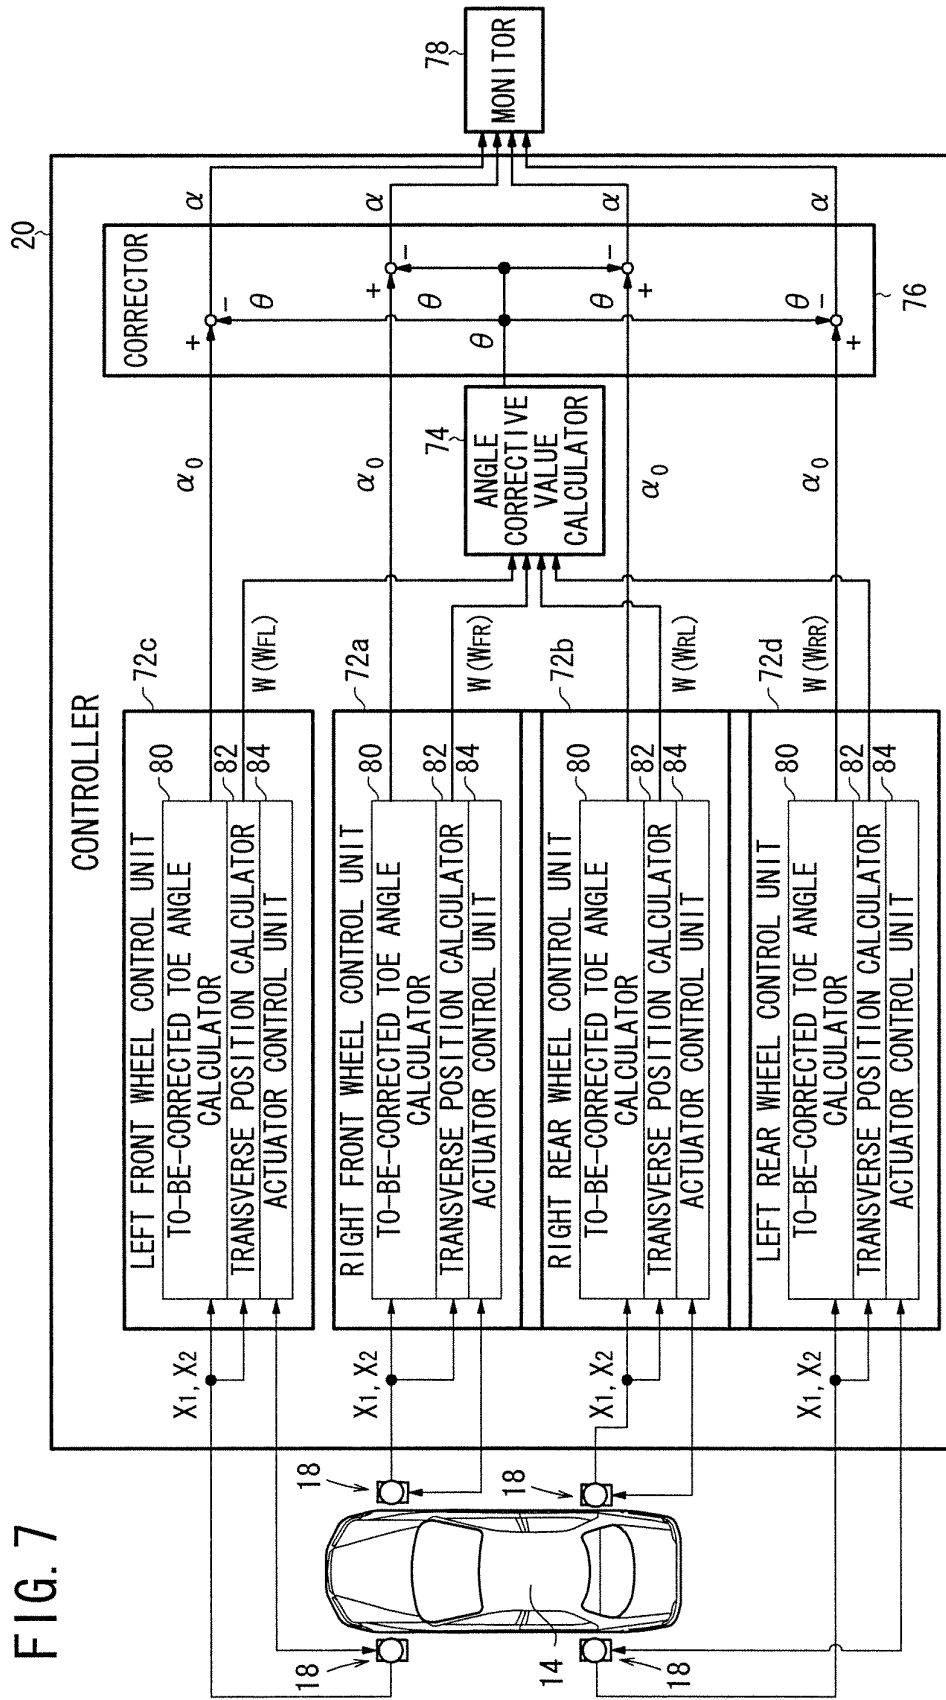 FIG. 7
CONTROLLER
20
LEFT FRONT WHEEL CONTROL UNIT
72c
TO-BE-CORRECTED TOE ANGLE
CALCULATOR
80
TRANSVERSE POSITION CALCULATOR
82
ACTUATOR CONTROL UNIT
84
X1, X2
W(WFL)
α0
RIGHT FRONT WHEEL CONTROL UNIT
72a
TO-BE-CORRECTED TOE ANGLE
CALCULATOR
80
TRANSVERSE POSITION CALCULATOR
82
ACTUATOR CONTROL UNIT
84
X1, X2
W(WFR)
α0
RIGHT REAR WHEEL CONTROL UNIT
72b
TO-BE-CORRECTED TOE ANGLE
CALCULATOR
80
TRANSVERSE POSITION CALCULATOR
82
ACTUATOR CONTROL UNIT
84
X1, X2
W(WRL)
α0
LEFT REAR WHEEL CONTROL UNIT
72d
TO-BE-CORRECTED TOE ANGLE
CALCULATOR
80
TRANSVERSE POSITION CALCULATOR
82
ACTUATOR CONTROL UNIT
84
X1, X2
W(WRR)
α0
18
18
18
18
14
74
ANGLE
CORRECTIVE
VALUE
CALCULATOR
CORRECTOR
76
θ
+
-
θ
α
+
-
θ
α
+
-
θ
α
+
-
θ
α
78
MONITOR